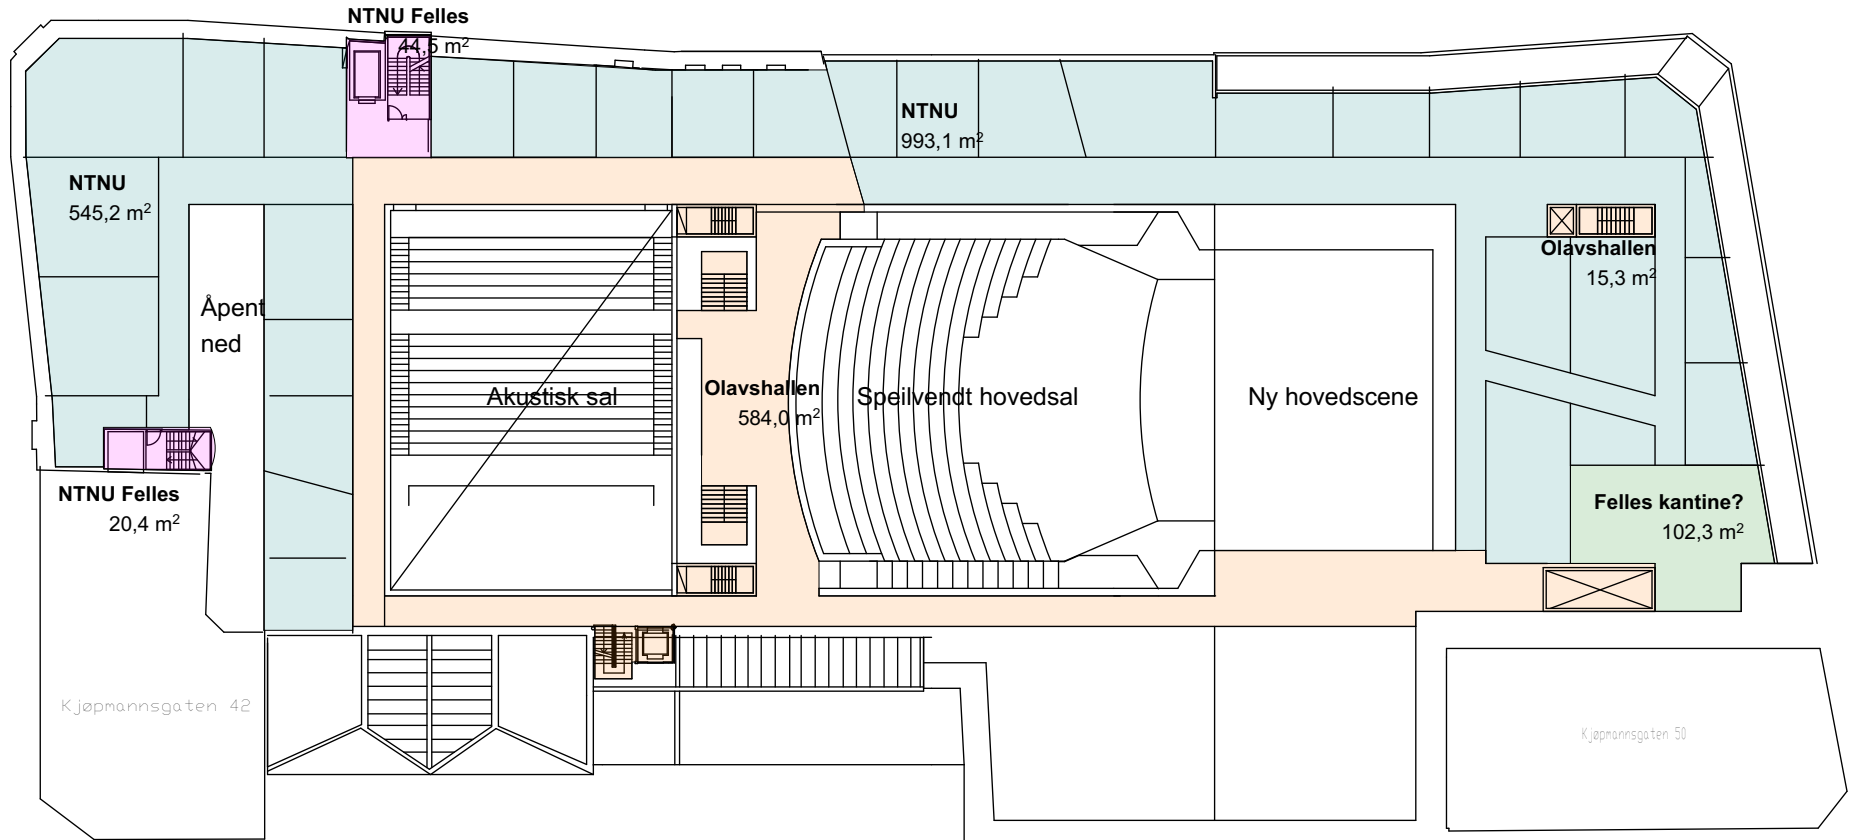 NTNU Felles
44,5 m²
NTNU
993,1 m²
NTNU
545,2 m²
Olavshallen
15,3 m²
Åpent
ned
Olavshallen
584,0 m²
Akustisk sal
Speilvendt hovedsal
Ny hovedscene
NTNU Felles
20,4 m²
Felles kantine?
102,3 m²
Kjøpmannsgaten 42
Kjøpmannsgaten 50